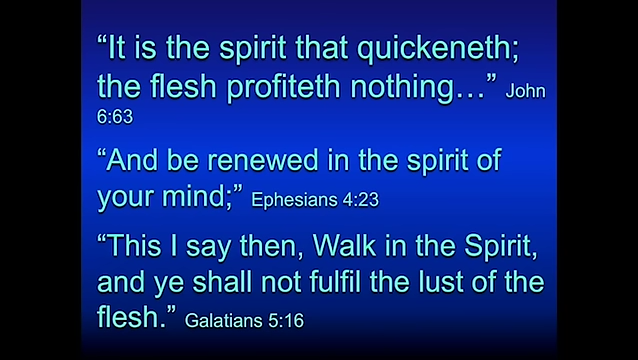 “It is the spirit that quickeneth;
the flesh profiteth nothing…” John
6:63
“And be renewed in the spirit of
your mind;” Ephesians 4:23
“This I say then, Walk in the Spirit,
and ye shall not fulfil the lust of the
flesh.” Galatians 5:16